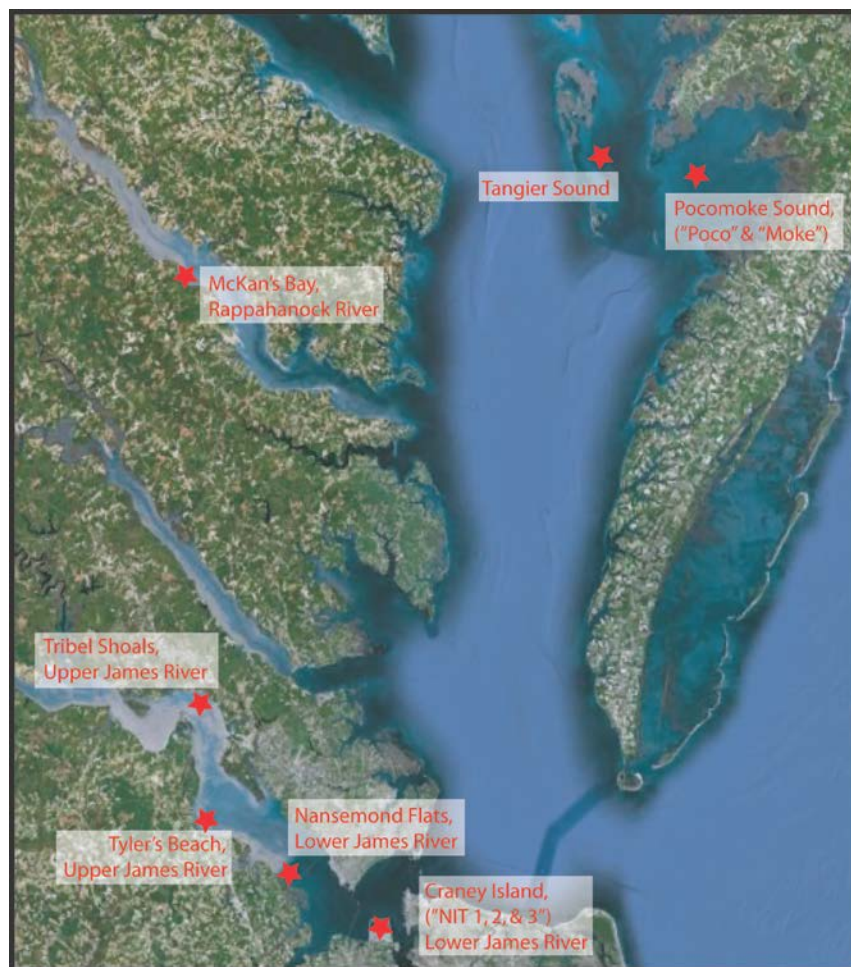 Tangier Sound
Pocomoke Sound,
("Poco" & "Moke")
McKan's Bay,
Rappahanock River
Tribel Shoals,
Upper James River
Nansemond Flats,
Lower James River
Tyler's Beach,
Upper James River
Craney Island,
("NIT 1, 2, & 3")
Lower James River